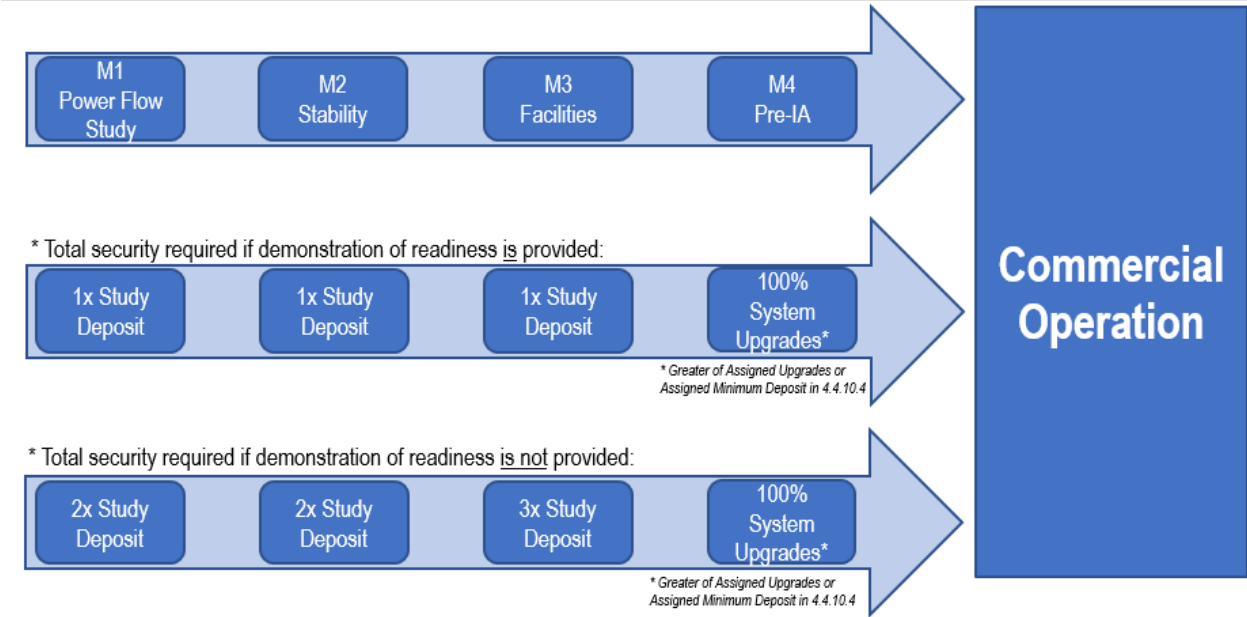 M1
Power Flow
Study
M2
Stability
M3
Facilities
M4
Pre-IA
* Total security required if demonstration of readiness is provided:
1x Study
Deposit
1x Study
Deposit
1x Study
Deposit
100%
System
Upgrades*
* Greater of Assigned Upgrades or
Assigned Minimum Deposit in 4.4.10.4
* Total security required if demonstration of readiness is not provided:
2x Study
Deposit
2x Study
Deposit
3x Study
Deposit
100%
System
Upgrades*
* Greater of Assigned Upgrades or
Assigned Minimum Deposit in 4.4.10.4
Commercial
Operation